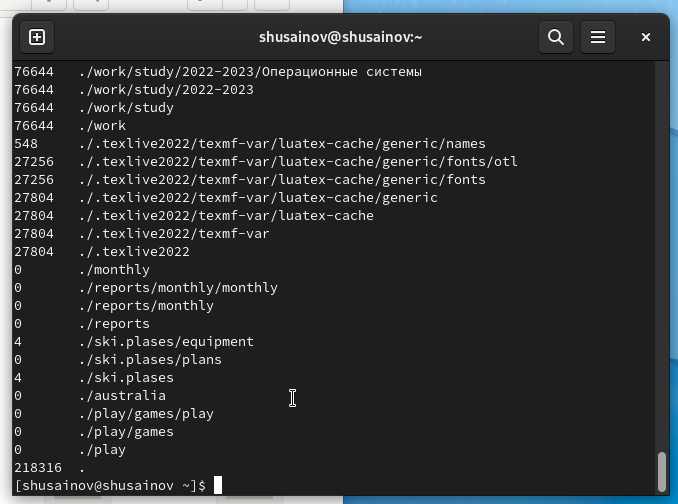 shusainov@shusainov:~
76644 ./work/study/2022-2023/Операционные системы
76644 ./work/study/2022-2023
76644 ./work/study
76644 ./work
548 ./.texlive2022/texmf-var/luatex-cache/generic/names
27256 ./.texlive2022/texmf-var/luatex-cache/generic/fonts/otl
27256 ./.texlive2022/texmf-var/luatex-cache/generic/fonts
27804 ./.texlive2022/texmf-var/luatex-cache/generic
27804 ./.texlive2022/texmf-var/luatex-cache
27804 ./.texlive2022/texmf-var
27804 ./.texlive2022
0 ./monthly
0 ./reports/monthly/monthly
0 ./reports/monthly
0 ./reports
4 ./ski.plases/equipment
0 ./ski.plases/plans
4 ./ski.plases
0 ./australia
0 ./play/games/play
0 ./play/games
0 ./play
218316 .
[shusainov@shusainov ~]$